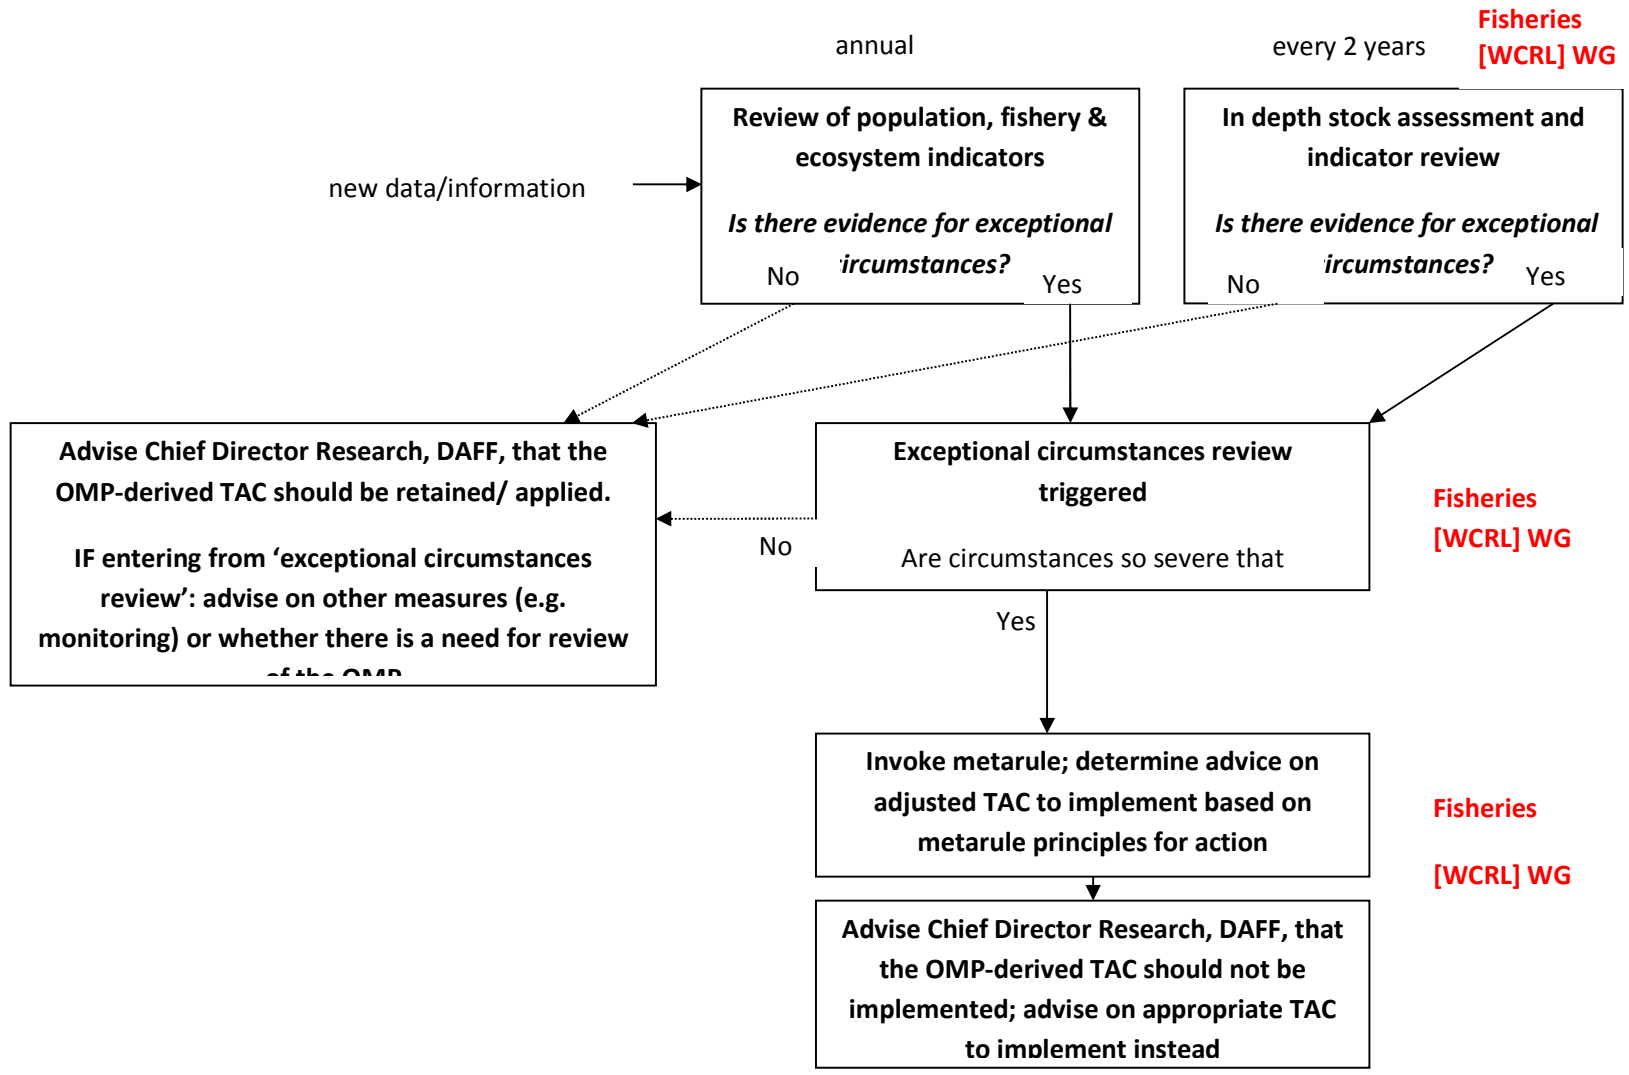 annual
every 2 years
Fisheries
[WCRL] WG
Review of population, fishery &
ecosystem indicators
Is there evidence for exceptional
ircumstances?
No
Yes
In depth stock assessment and
indicator review
Is there evidence for exceptional
ircumstances?
No
Yes
new data/information
Advise Chief Director Research, DAFF, that the
OMP-derived TAC should be retained/ applied.
IF entering from ‘exceptional circumstances
review’: advise on other measures (e.g.
monitoring) or whether there is a need for review
of the OMP
No
Exceptional circumstances review
triggered
Are circumstances so severe that
Fisheries
[WCRL] WG
Yes
Invoke metarule; determine advice on
adjusted TAC to implement based on
metarule principles for action
Fisheries
[WCRL] WG
Advise Chief Director Research, DAFF, that
the OMP-derived TAC should not be
implemented; advise on appropriate TAC
to implement instead